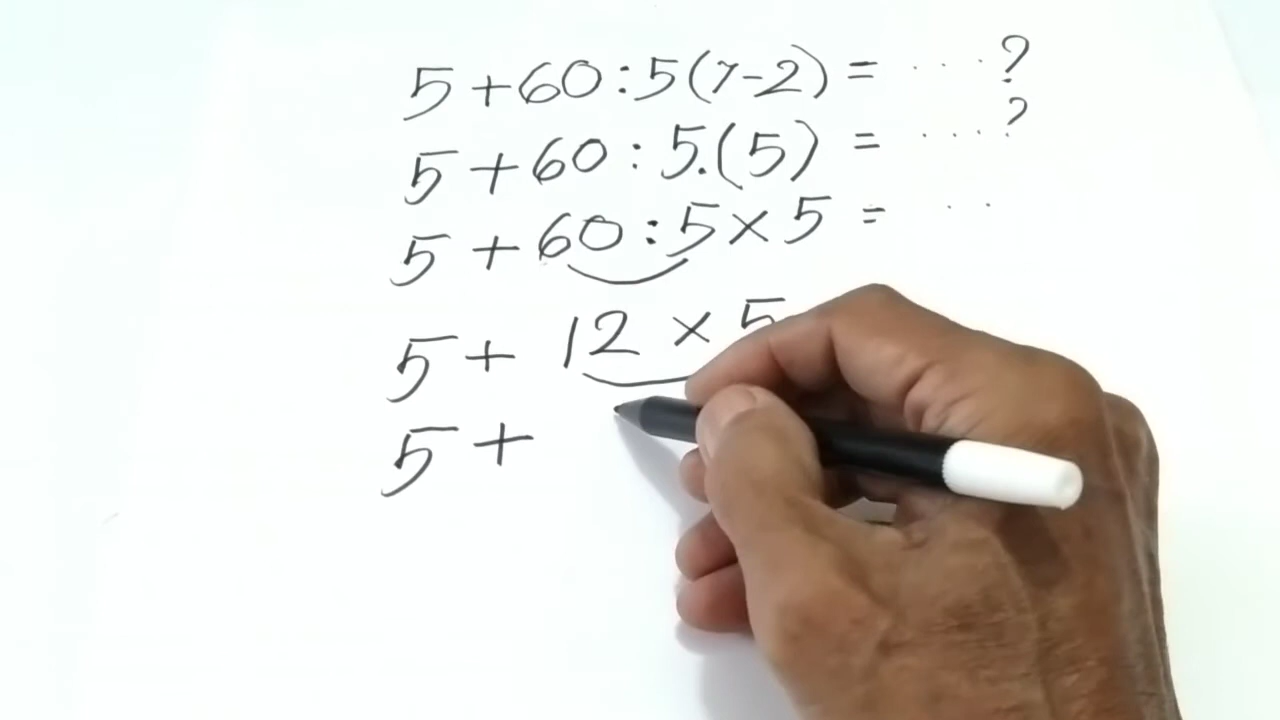 5+60:5(7-2) = ...?
5+60:5.(5) = ....?
5+60:5×5 = ..
5+12×5
5+